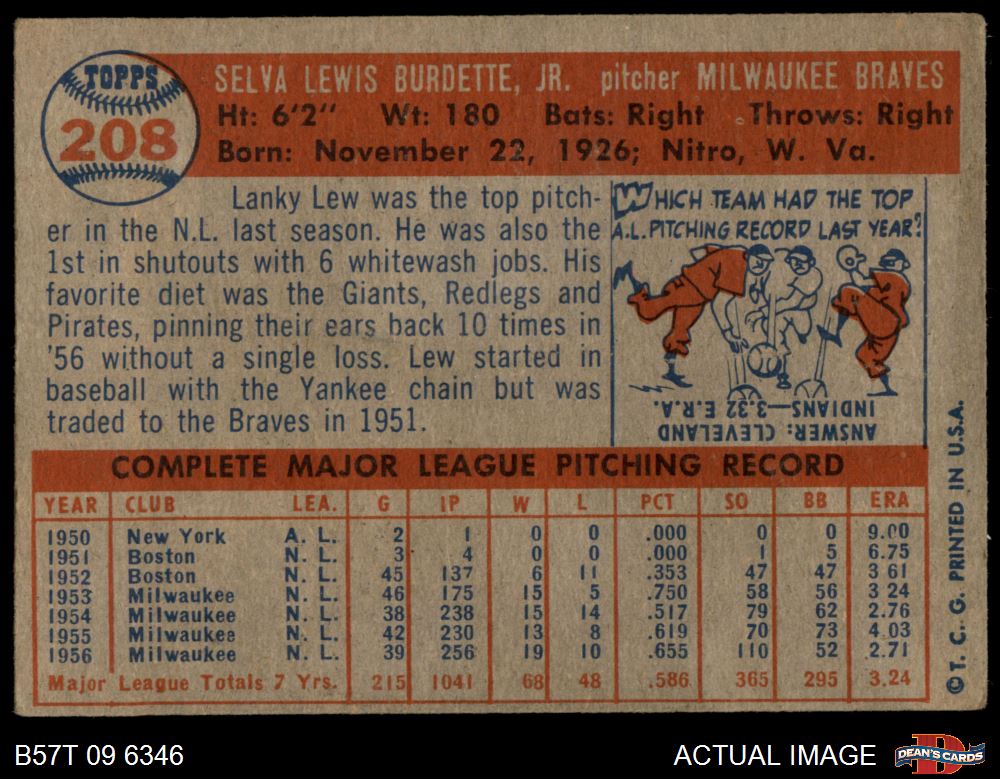 TOPPS
208
SELVA LEWIS BURDETTE, JR. pitcher MILWAUKEE BRAVES
Ht: 6'2" Wt: 180 Bats: Right Throws: Right
Born: November 22, 1926; Nitro, W. Va.
Lanky Lew was the top pitch-
er in the N.L. last season. He was also the
1st in shutouts with 6 whitewash jobs. His
favorite diet was the Giants, Redlegs and
Pirates, pinning their ears back 10 times in
'56 without a single loss. Lew started in
baseball with the Yankee chain but was
traded to the Braves in 1951.
WHICH TEAM HAD THE TOP
A.L. PITCHING RECORD LAST YEAR?
ANSWER: CLEVELAND
INDIANS—3.32 E.R.A.
COMPLETE MAJOR LEAGUE PITCHING RECORD
YEAR CLUB LEA. G IP W L PCT SO BB ERA
1950 New York A. L. 2 1 0 0 .000 0 0 9.00
1951 Boston N. L. 3 4 0 0 .000 1 5 6.75
1952 Boston N. L. 45 137 6 11 .353 47 47 3.61
1953 Milwaukee N. L. 46 175 15 5 .750 58 56 3.24
1954 Milwaukee N. L. 38 238 15 14 .517 79 62 2.76
1955 Milwaukee N. L. 42 230 13 8 .619 70 73 4.03
1956 Milwaukee N. L. 39 256 19 10 .655 110 52 2.71
Major League Totals 7 Yrs. 215 1041 68 48 .586 365 295 3.24
© T. C. G. PRINTED IN U.S.A.
B57T 09 6346
ACTUAL IMAGE
D
DEAN'S CARDS